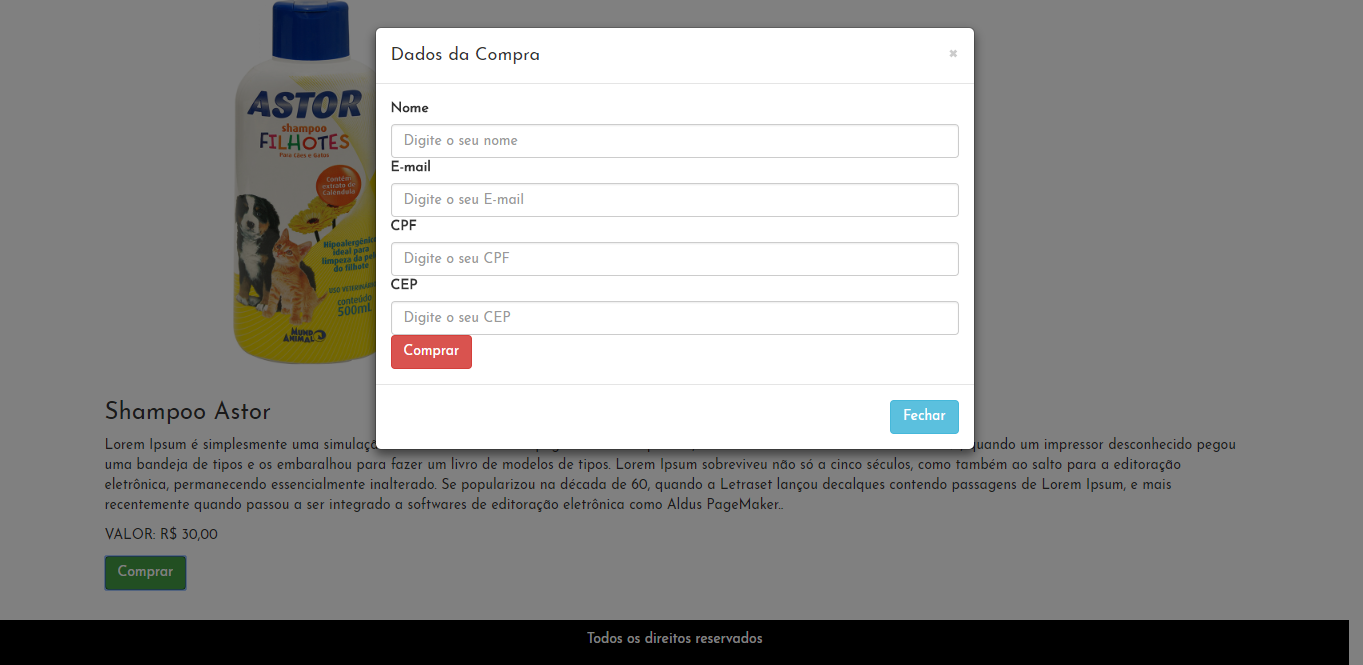 Dados da Compra
×
Nome
Digite o seu nome
E-mail
Digite o seu E-mail
CPF
Digite o seu CPF
CEP
Digite o seu CEP
Comprar
Fechar
ASTOR
shampoo
FILHOTES
Para Cães e Gatos
Contém
extrato de
Calêndula
Hipoalergênic
Ideal para
limpeza da pel
do filhote
USO VETERINÁRI
conteúdo
500mL
MUNDO
ANIMAL
Shampoo Astor
Lorem Ipsum é simplesmente uma simulaçã quando um impressor desconhecido pegou
uma bandeja de tipos e os embaralhou para fazer um livro de modelos de tipos. Lorem Ipsum sobreviveu não só a cinco séculos, como também ao salto para a editoração
eletrônica, permanecendo essencialmente inalterado. Se popularizou na década de 60, quando a Letraset lançou decalques contendo passagens de Lorem Ipsum, e mais
recentemente quando passou a ser integrado a softwares de editoração eletrônica como Aldus PageMaker..
VALOR: R$ 30,00
Comprar
Todos os direitos reservados